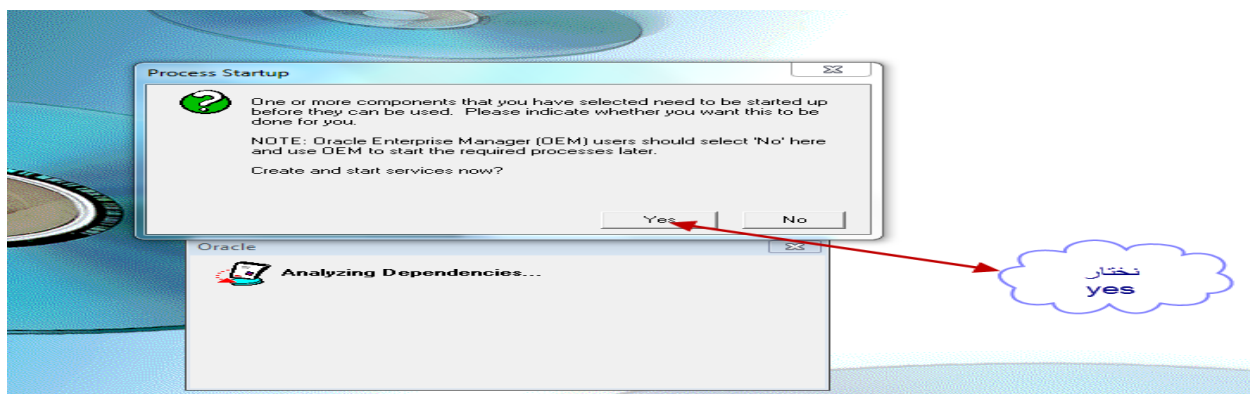 Process Startup
One or more components that you have selected need to be started up
before they can be used. Please indicate whether you want this to be
done for you.
NOTE: Oracle Enterprise Manager (OEM) users should select 'No' here
and use OEM to start the required processes later.
Create and start services now?
Yes
No
Oracle
Analyzing Dependencies...
نختار
yes